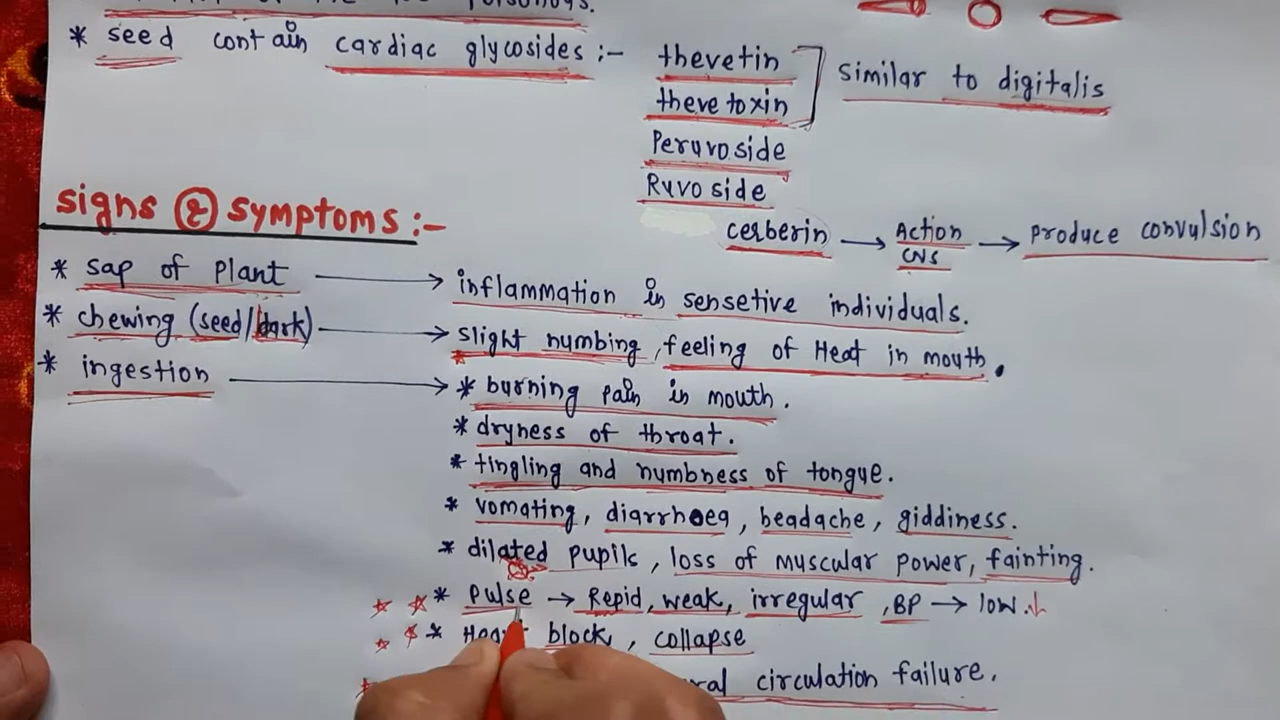 * seed contain cardiac glycosides :- thevetin
thevetoxin
similar to digitalis
Peruvoside
Ruvoside
cerberin → Action CNS → Produce convulsion
signs & symptoms :-
* sap of plant → inflammation in sensetive individuals.
* chewing (seed/bark) → slight numbing, feeling of Heat in mouth.
* ingestion → * burning pain in mouth.
* dryness of throat.
* tingling and numbness of tongue.
* vomating, diarrhoea, beadache, giddiness.
* dilated pupils, loss of muscular power, fainting.
* Pulse → Repid, weak, irregular, BP → low. ↓
* block, collapse
circulation failure.